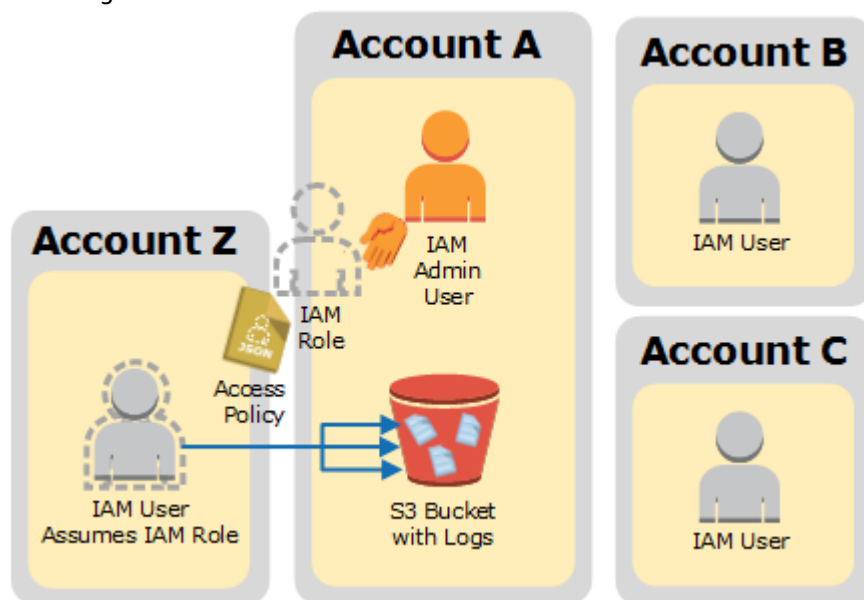 Account A
Account B
IAM
Admin
User
IAM User
Account Z
IAM
Role
JSON
Access
Policy
Account C
IAM User
Assumes IAM Role
S3 Bucket
with Logs
IAM User